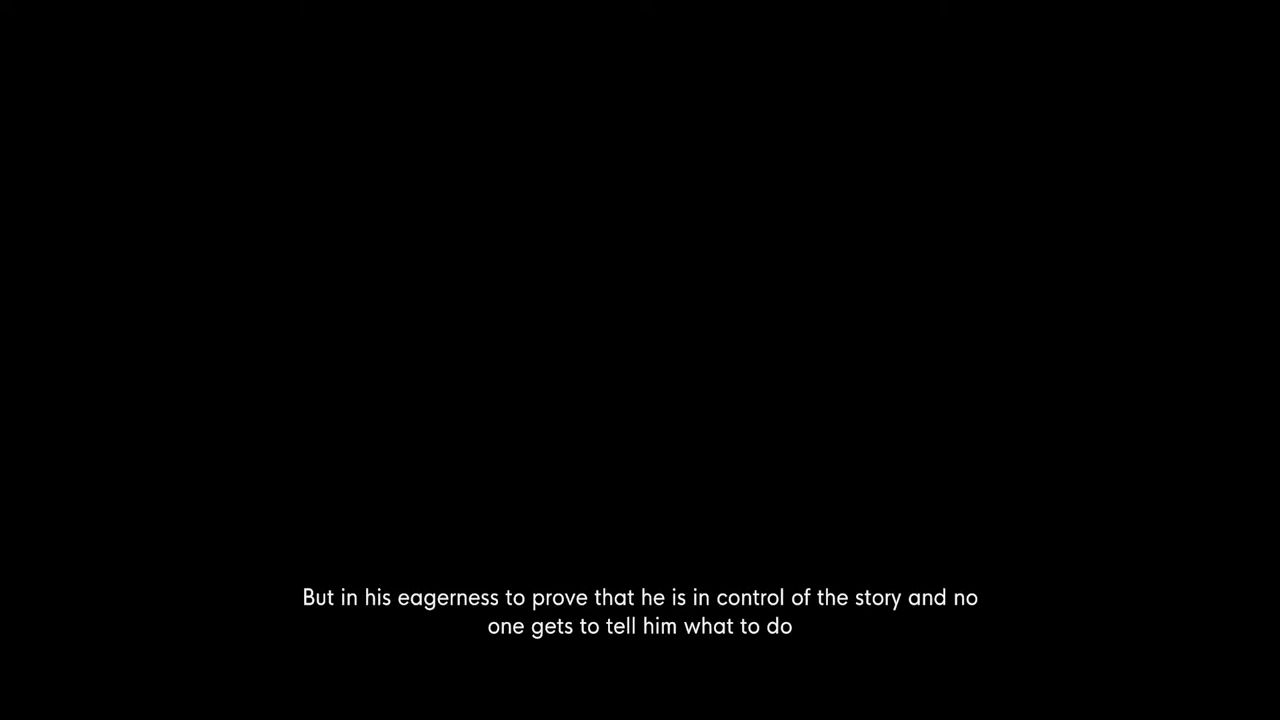 But in his eagerness to prove that he is in control of the story and no
one gets to tell him what to do